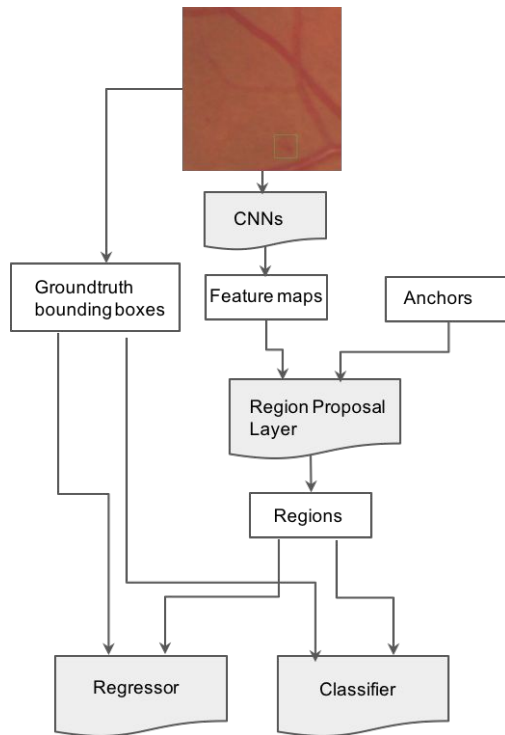 CNNs
Groundtruth
bounding boxes
Feature maps
Anchors
Region Proposal
Layer
Regions
Regressor
Classifier